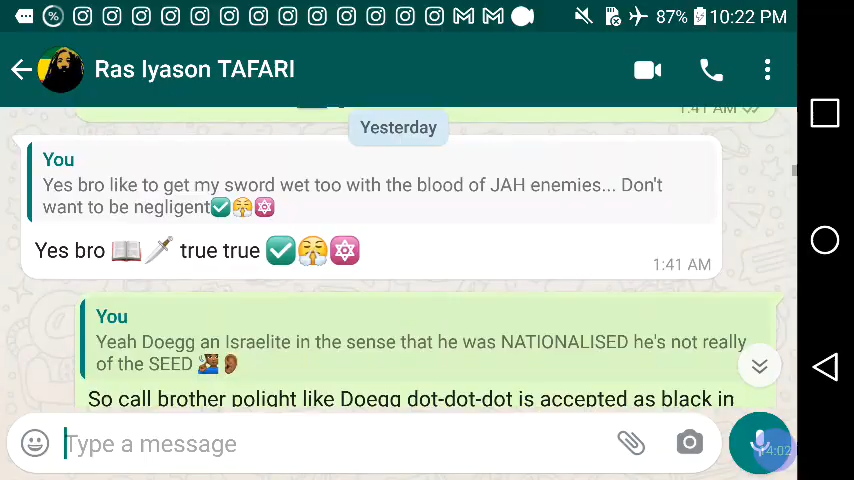 87% 10:22 PM
Ras Iyason TAFARI
1:41 AM
Yesterday
You
Yes bro like to get my sword wet too with the blood of JAH enemies... Don't
want to be negligent✅😤🔯
Yes bro 📖🗡️ true true ✅😤🔯
1:41 AM
You
Yeah Doegg an Israelite in the sense that he was NATIONALISED he's not really
of the SEED 🧏🏾‍♂️👂🏾
So call brother polight like Doegg dot-dot-dot is accepted as black in
Type a message
14:02